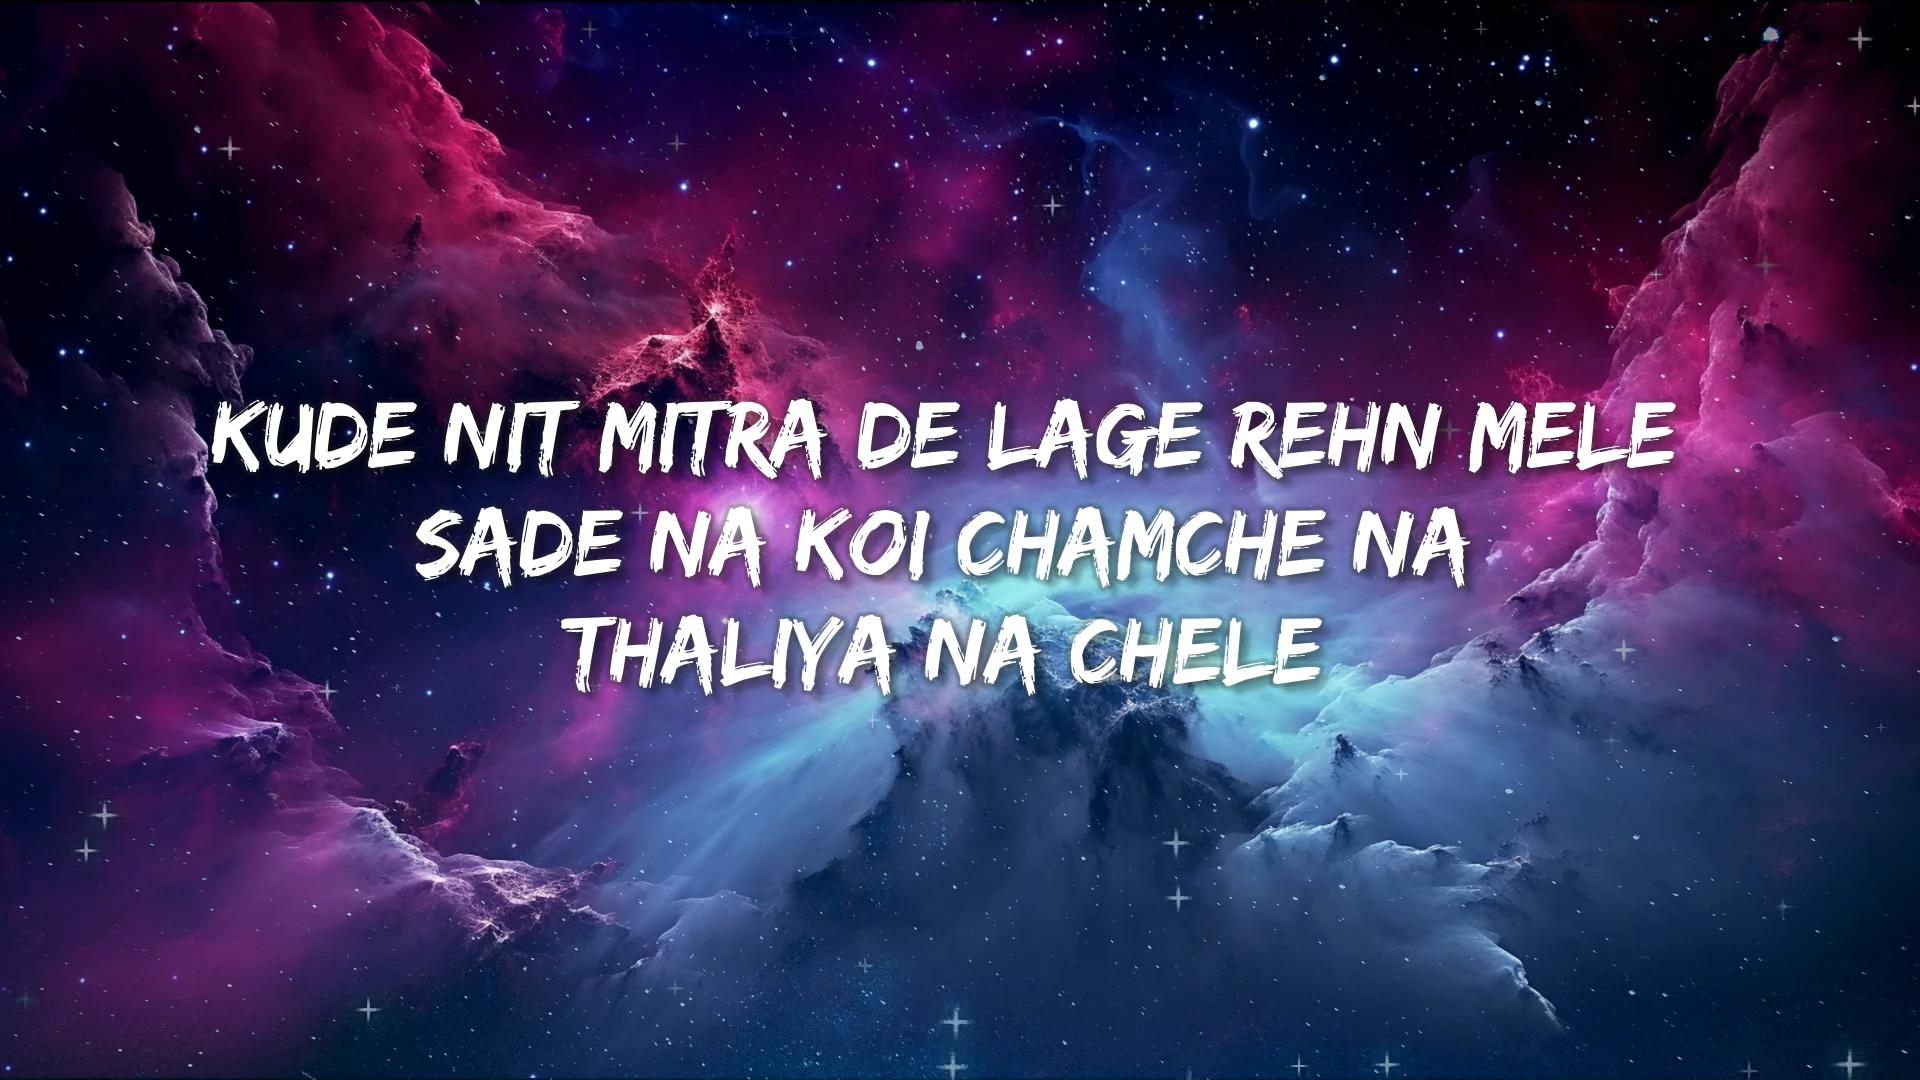 KUDE NIT MITRA DE LAGE REHN MELE
SADE NA KOI CHAMCHE NA
THALIYA NA CHELE